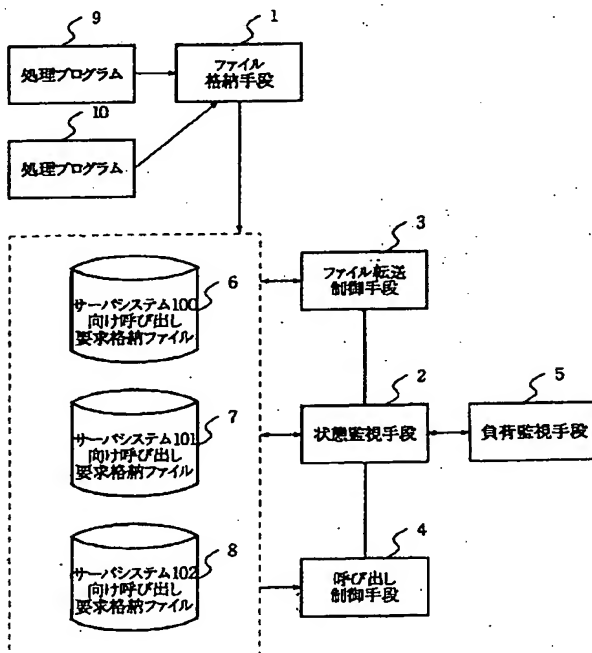 9
処理プログラム
1
ファイル
格納手段
10
処理プログラム
3
ファイル転送
制御手段
6
サーバシステム100
向け呼び出し
要求格納ファイル
2
状態監視手段
5
負荷監視手段
7
サーバシステム101
向け呼び出し
要求格納ファイル
4
呼び出し
制御手段
8
サーバシステム102
向け呼び出し
要求格納ファイル